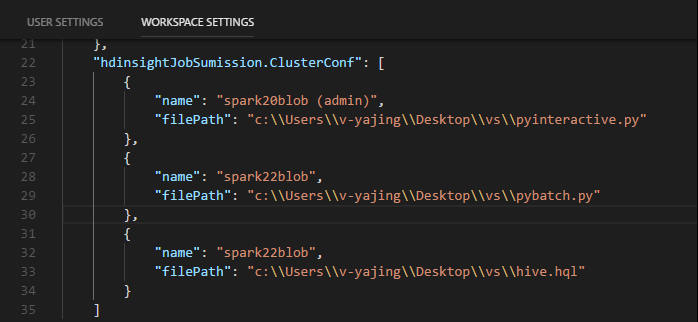 USER SETTINGS WORKSPACE SETTINGS
21 },
22 "hdinsightJobSumission.ClusterConf": [
23 {
24 "name": "spark20blob (admin)",
25 "filePath": "c:\\Users\\v-yajing\\Desktop\\vs\\pyinteractive.py"
26 },
27 {
28 "name": "spark22blob",
29 "filePath": "c:\\Users\\v-yajing\\Desktop\\vs\\pybatch.py"
30 },
31 {
32 "name": "spark22blob",
33 "filePath": "c:\\Users\\v-yajing\\Desktop\\vs\\hive.hql"
34 }
35 ]